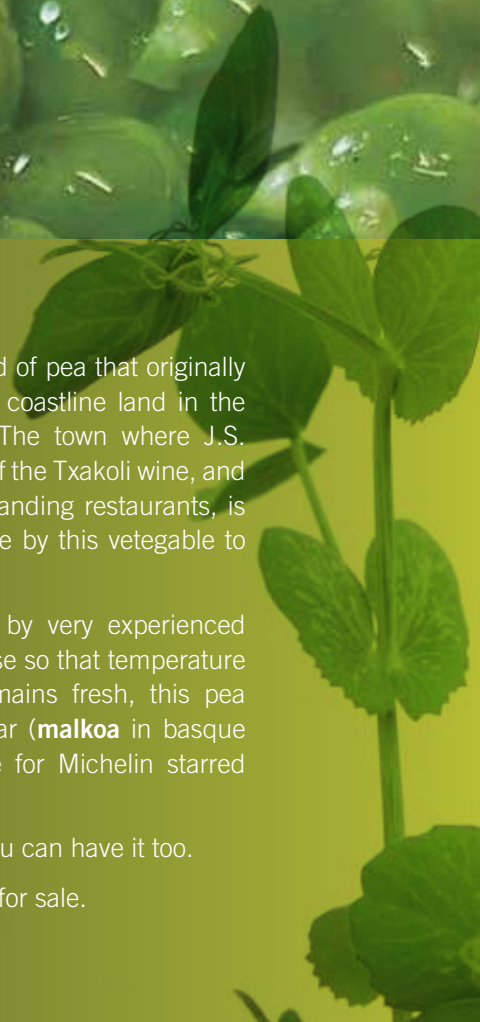 d of pea that originally
coastline land in the
The town where J.S.
f the Txakoli wine, and
anding restaurants, is
e by this vetegable to
by very experienced
se so that temperature
mains fresh, this pea
ar (malkoa in basque
e for Michelin starred
u can have it too.
for sale.